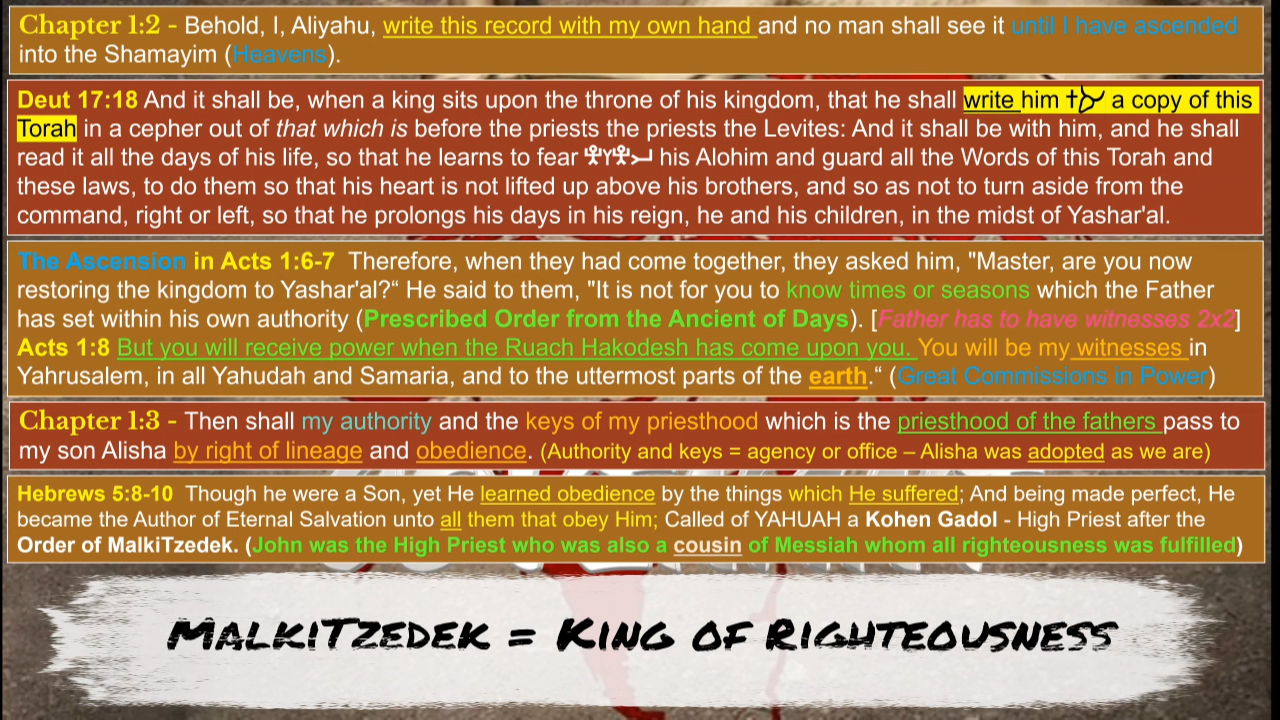 Chapter 1:2 - Behold, I, Aliyahu, write this record with my own hand and no man shall see it until I have ascended
into the Shamayim (Heavens).
Deut 17:18 And it shall be, when a king sits upon the throne of his kingdom, that he shall write him a copy of this
Torah in a cepher out of that which is before the priests the priests the Levites: And it shall be with him, and he shall
read it all the days of his life, so that he learns to fear his Alohim and guard all the Words of this Torah and
these laws, to do them so that his heart is not lifted up above his brothers, and so as not to turn aside from the
command, right or left, so that he prolongs his days in his reign, he and his children, in the midst of Yashar'al.
The Ascension in Acts 1:6-7 Therefore, when they had come together, they asked him, "Master, are you now
restoring the kingdom to Yashar'al?“ He said to them, "It is not for you to know times or seasons which the Father
has set within his own authority (Prescribed Order from the Ancient of Days). [Father has to have witnesses 2x2]
Acts 1:8 But you will receive power when the Ruach Hakodesh has come upon you. You will be my witnesses in
Yahrusalem, in all Yahudah and Samaria, and to the uttermost parts of the earth.“ (Great Commissions in Power)
Chapter 1:3 - Then shall my authority and the keys of my priesthood which is the priesthood of the fathers pass to
my son Alisha by right of lineage and obedience. (Authority and keys = agency or office – Alisha was adopted as we are)
Hebrews 5:8-10 Though he were a Son, yet He learned obedience by the things which He suffered; And being made perfect, He
became the Author of Eternal Salvation unto all them that obey Him; Called of YAHUAH a Kohen Gadol - High Priest after the
Order of MalkiTzedek. (John was the High Priest who was also a cousin of Messiah whom all righteousness was fulfilled)
MalkiTzedek = King of Righteousness